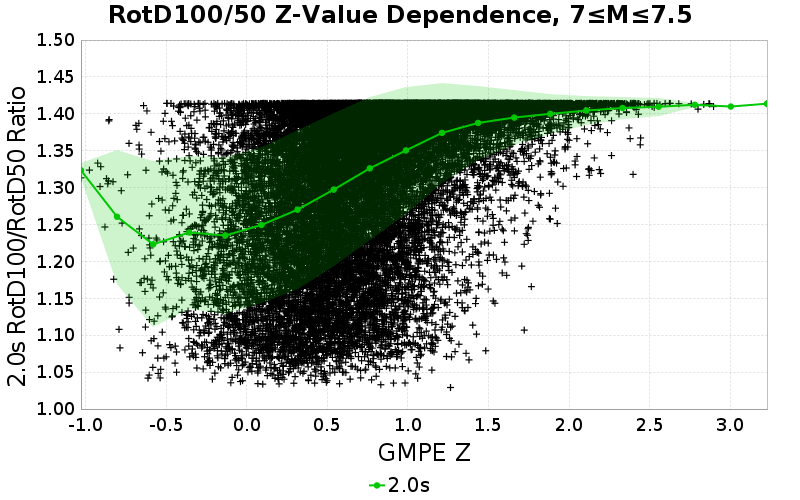 RotD100/50 Z-Value Dependence, 7≤M≤7.5
2.0s RotD100/RotD50 Ratio
1.50
1.45
1.40
1.35
1.30
1.25
1.20
1.15
1.10
1.05
1.00
-1.0 -0.5 0.0 0.5 1.0 1.5 2.0 2.5 3.0
GMPE Z
2.0s